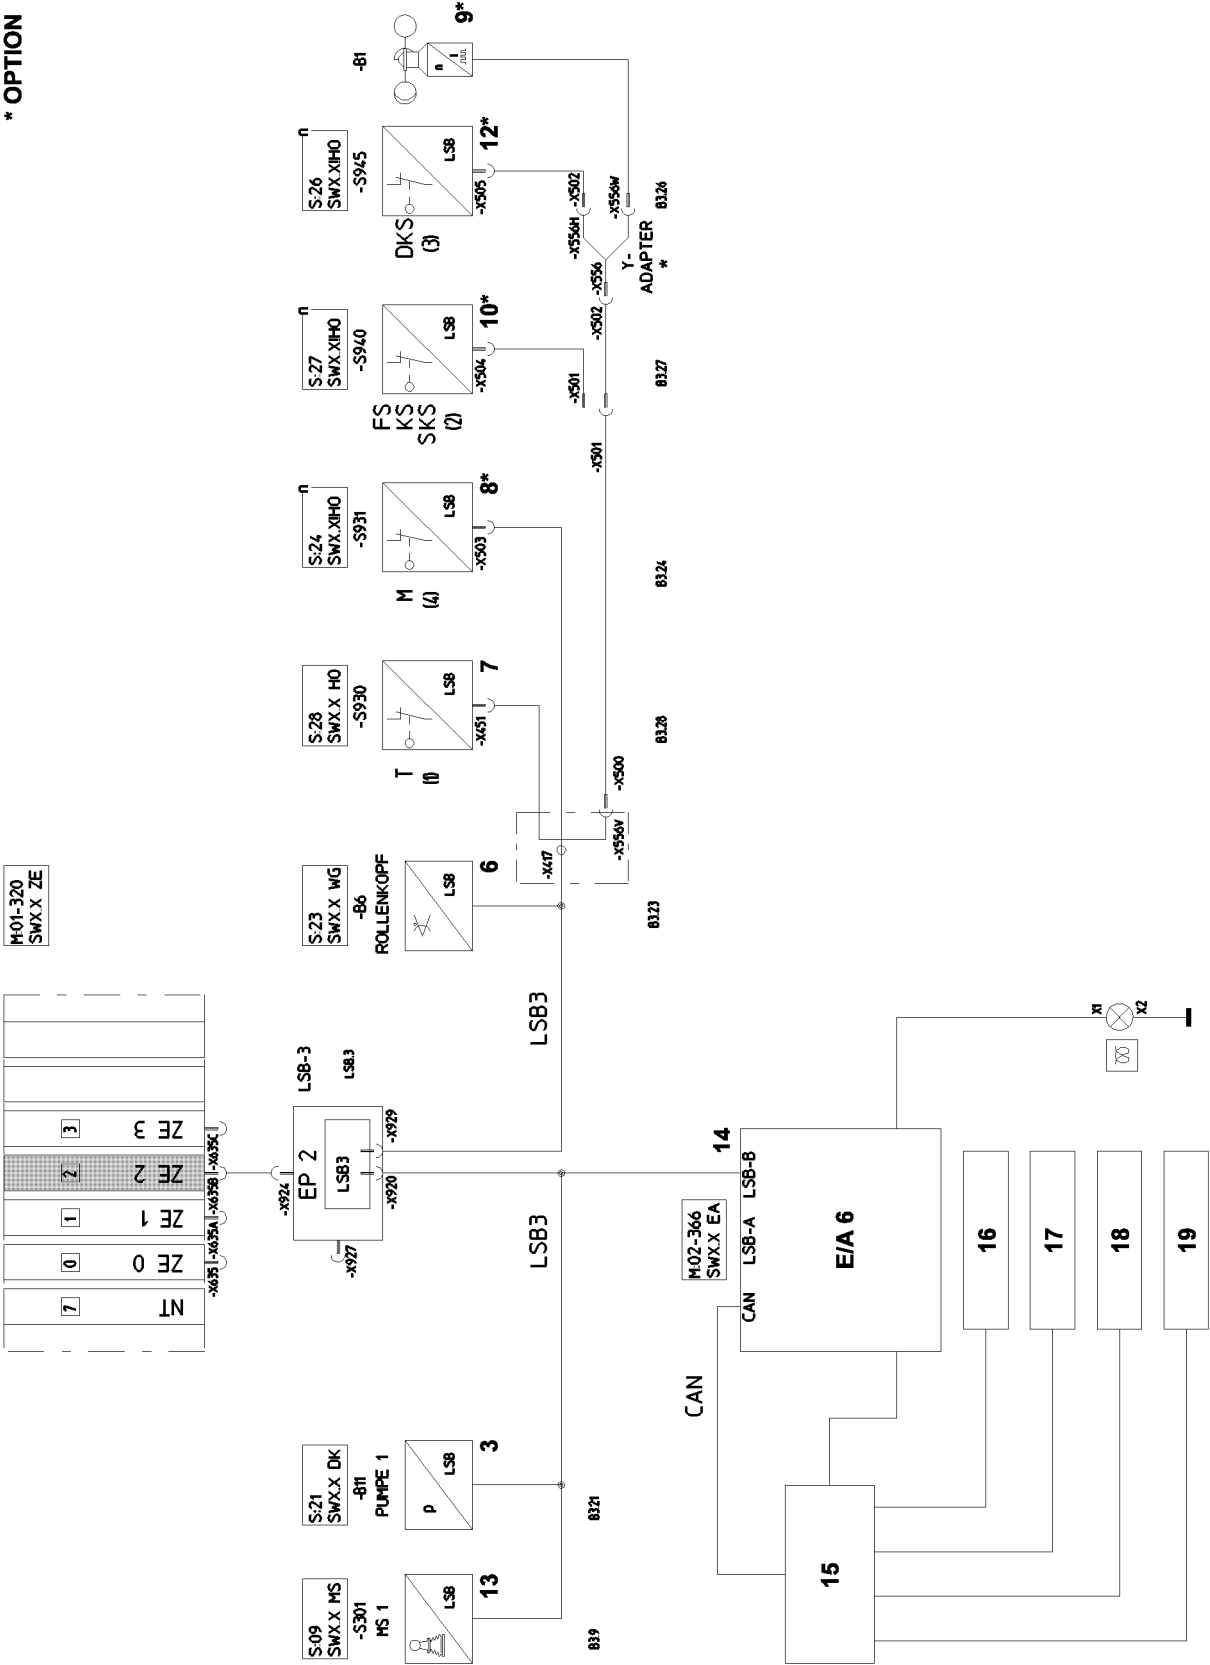 * OPTION
M:01-320
SWX.X ZE
7
NT
0
ZE 0
1
ZE 1
2
ZE 2
3
ZE 3
-X635
-X635A
-X635B
-X635C
-X924
-X927
EP 2
LSB3
-X920
-X929
LSB-3
LSB.3
S:09
SWX.X MS
-S301
MS 1
LSB
13
B3.9
S:21
SWX.X DK
-B11
PUMPE 1
p
LSB
3
B3.21
LSB3
LSB3
S:23
SWX.X WG
-B6
ROLLENKOPF
LSB
6
B3.23
-X417
-X556V
-X500
S:28
SWX.X HO
-S930
T
(1)
LSB
7
-X451
B3.28
n
S:24
SWX.XIHO
-S931
M
(4)
LSB
8*
-X503
B3.24
n
S:27
SWX.XIHO
-S940
FS
KS
SKS
(2)
LSB
10*
-X504
-X501
-X501
B3.27
n
S:26
SWX.XIHO
-S945
DKS
(3)
LSB
12*
-X505
-X502
-X556H
-X556
-X502
-X556W
Y-
ADAPTER
*
B3.26
-B1
n
I
9*
M:02-366
SWX.X EA
14
CAN
LSB-A
LSB-B
E/A 6
CAN
15
16
17
18
19
X1
X2